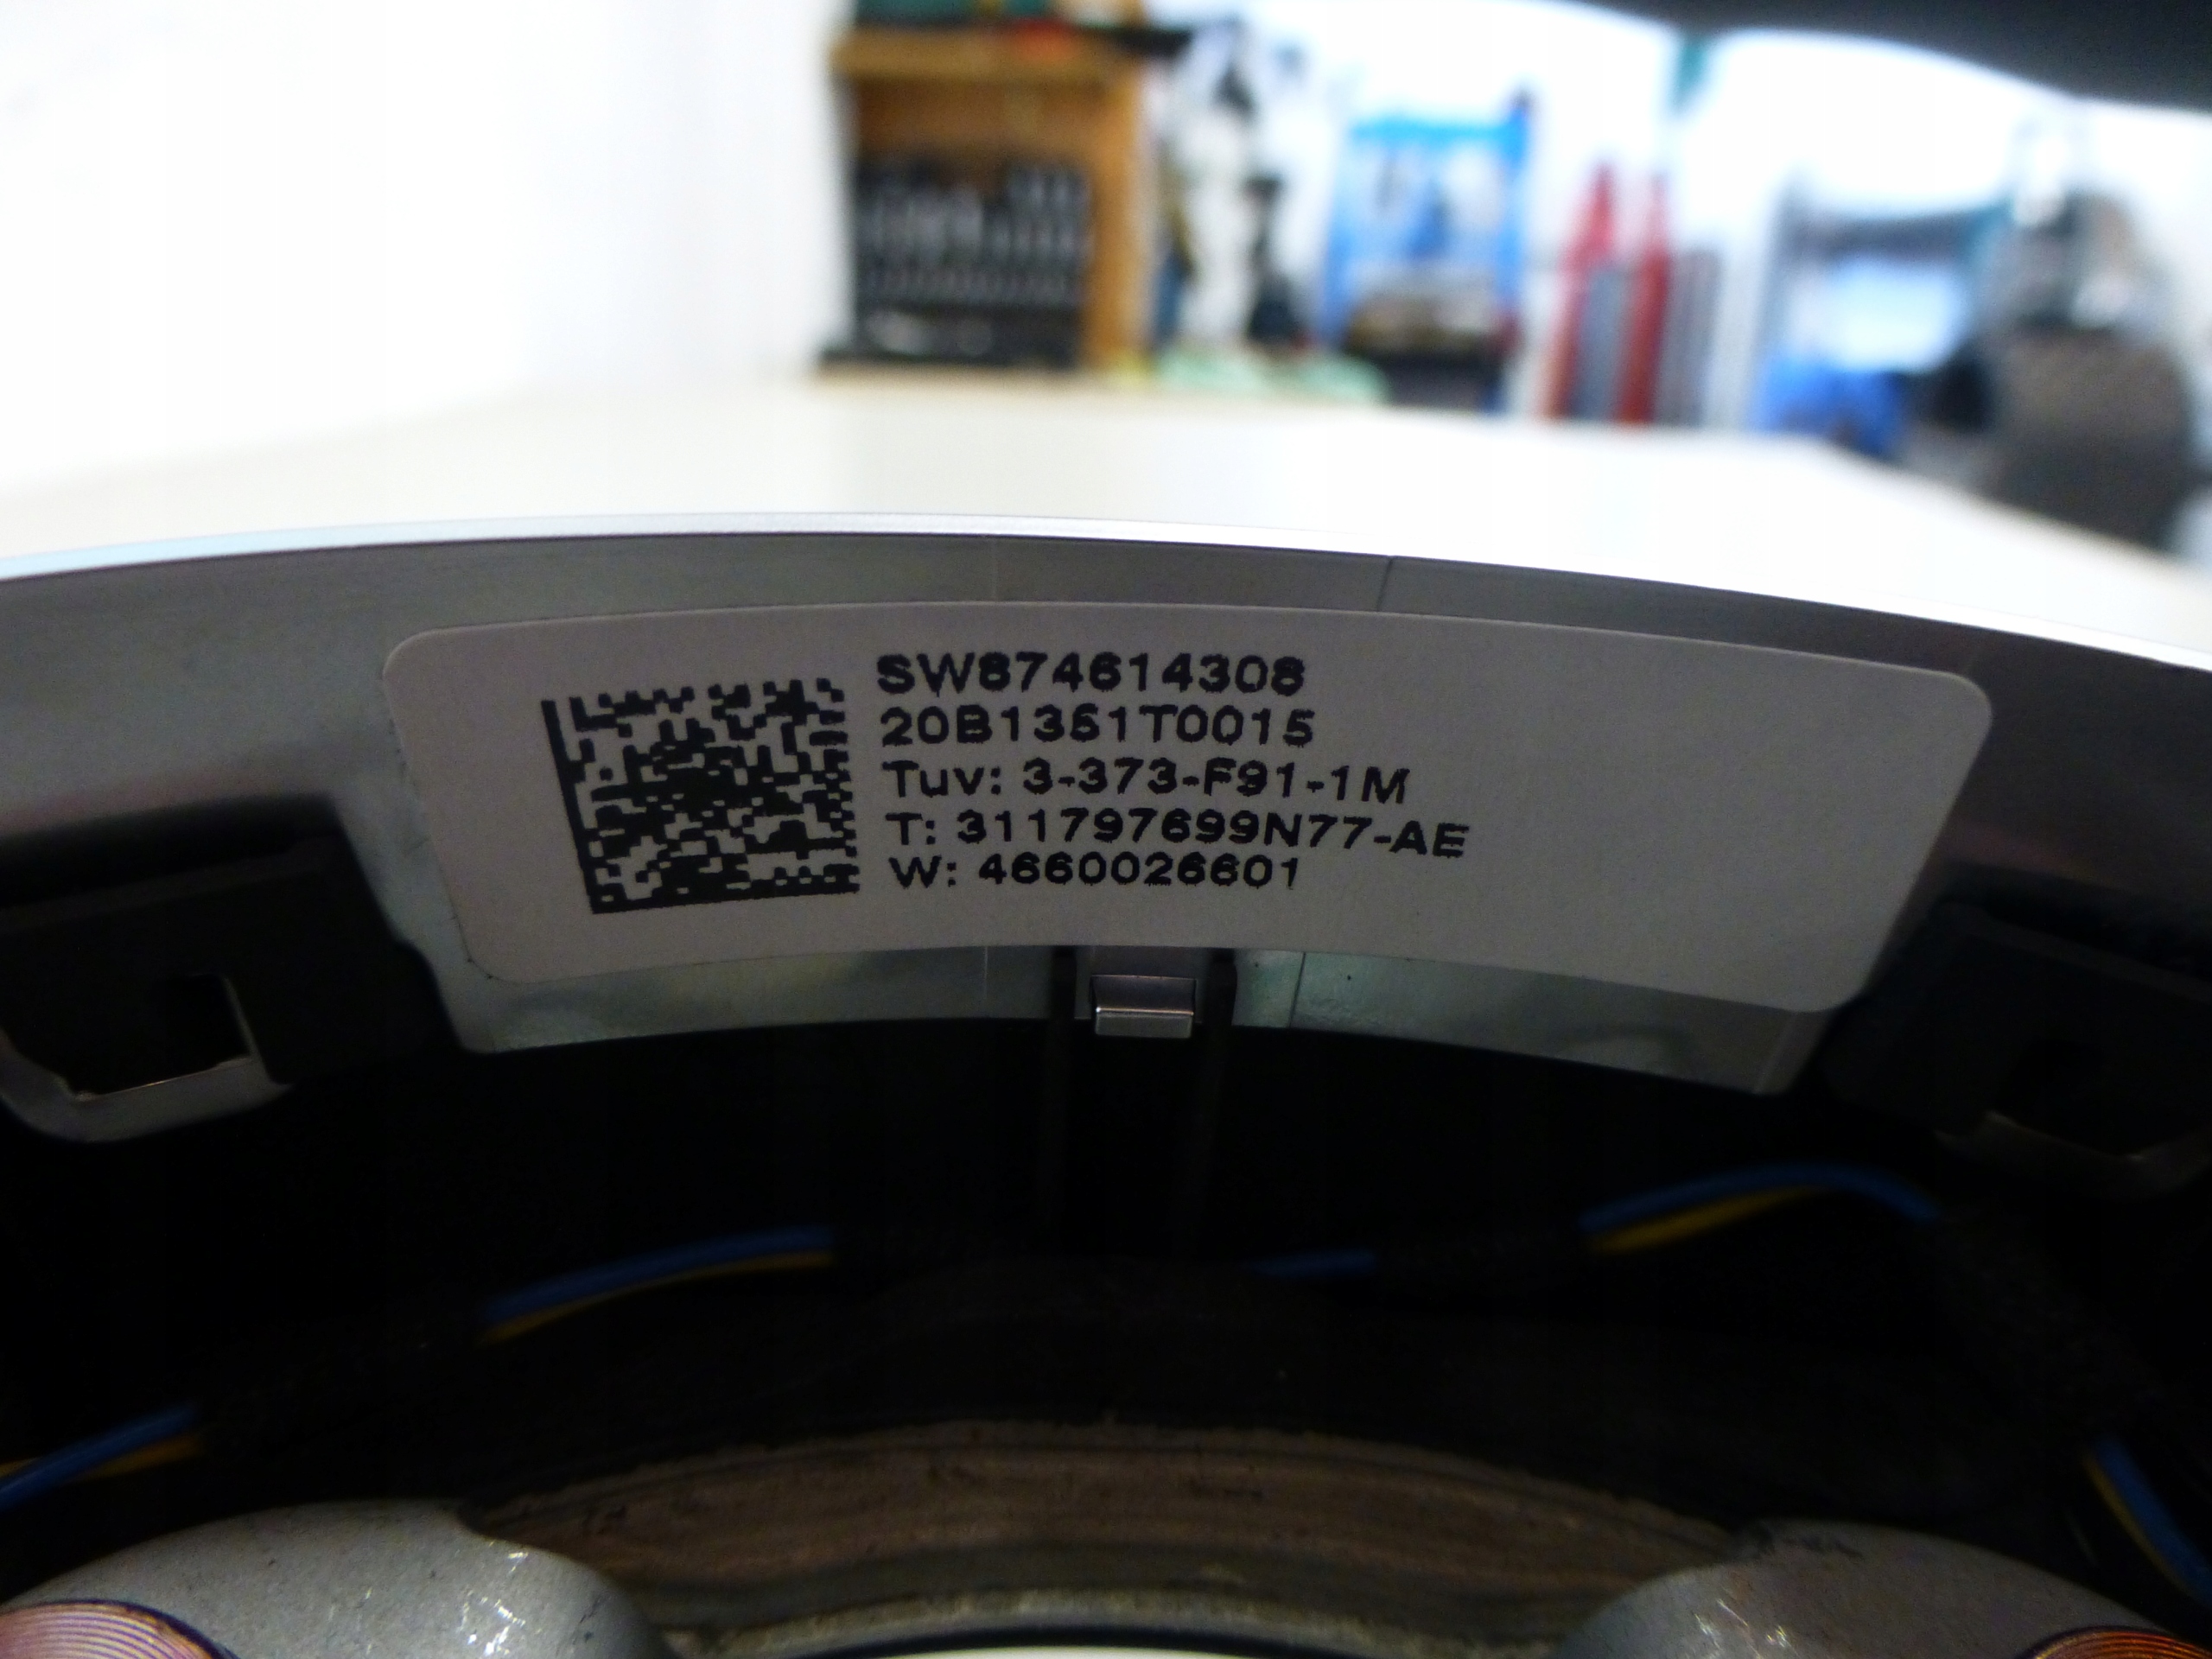 SW874614308
20B1351T0015
Tuv: 3-373-F91-1M
T: 311797699N77-AE
W: 4660026601